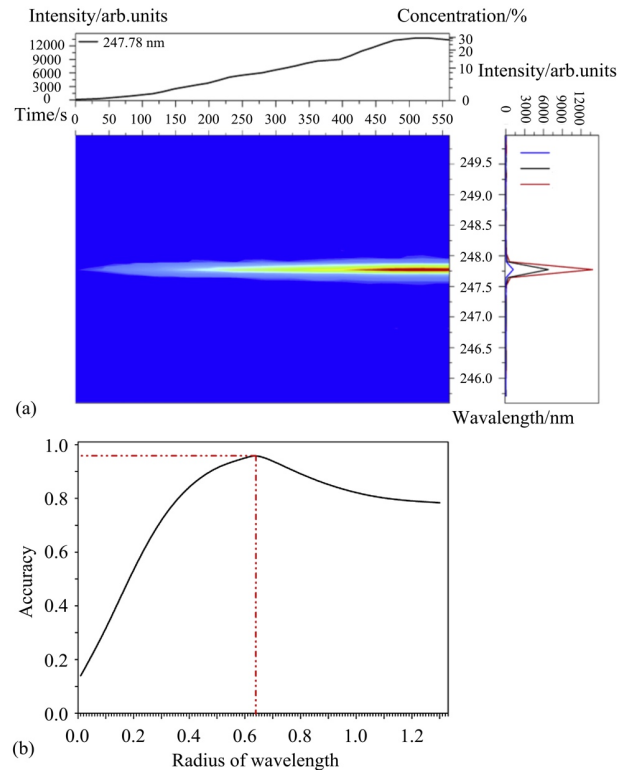 Intensity/arb.units Concentration/%
12000 247.78 nm 30
9000 20
6000 10
3000
0 0
Intensity/arb.units
Time/s 0 50 100 150 200 250 300 350 400 450 500 550
0 3000 6000 9000 12000
249.5
249.0
248.5
248.0
247.5
247.0
246.5
246.0
(a)
Wavalength/nm
1.0
0.8
0.6
0.4
0.2
0.0
Accuracy
0.0 0.2 0.4 0.6 0.8 1.0 1.2
(b)
Radius of wavelength